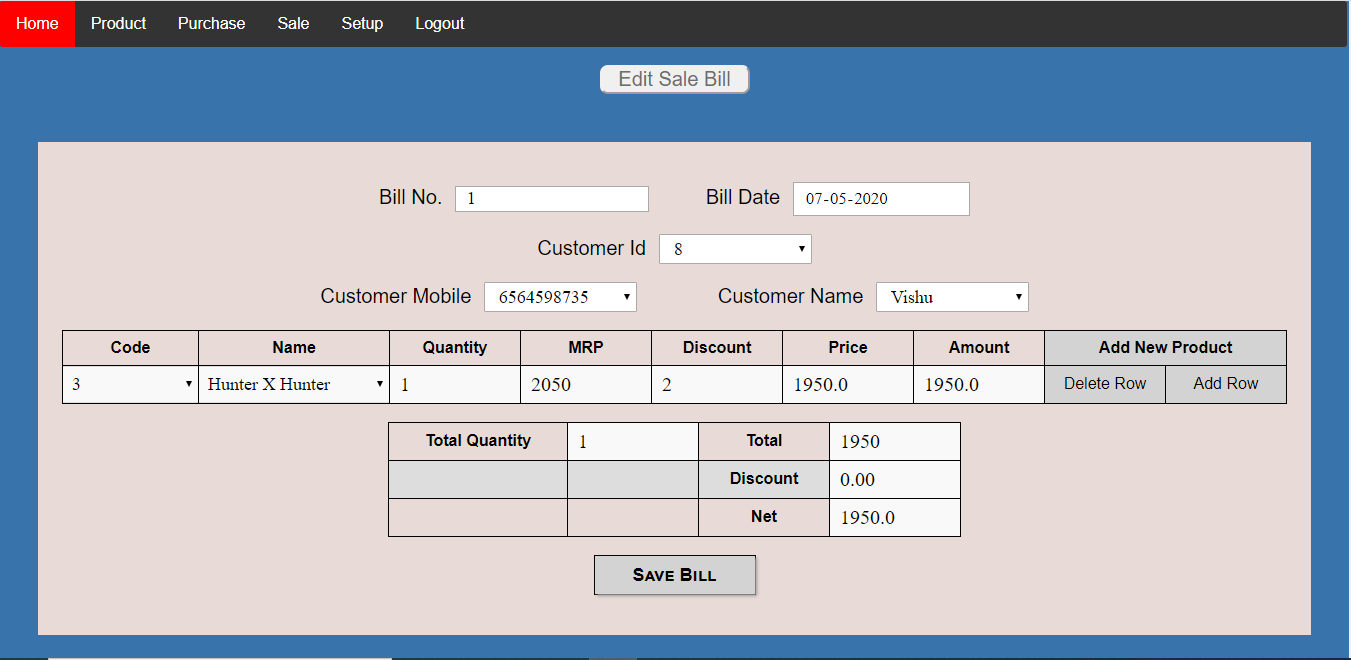 Home Product Purchase Sale Setup Logout
Edit Sale Bill
Bill No. 1 Bill Date 07-05-2020
Customer Id 8
Customer Mobile 6564598735 Customer Name Vishu
Code Name Quantity MRP Discount Price Amount Add New Product
3 Hunter X Hunter 1 2050 2 1950.0 1950.0 Delete Row Add Row
Total Quantity 1 Total 1950
Discount 0.00
Net 1950.0
SAVE BILL